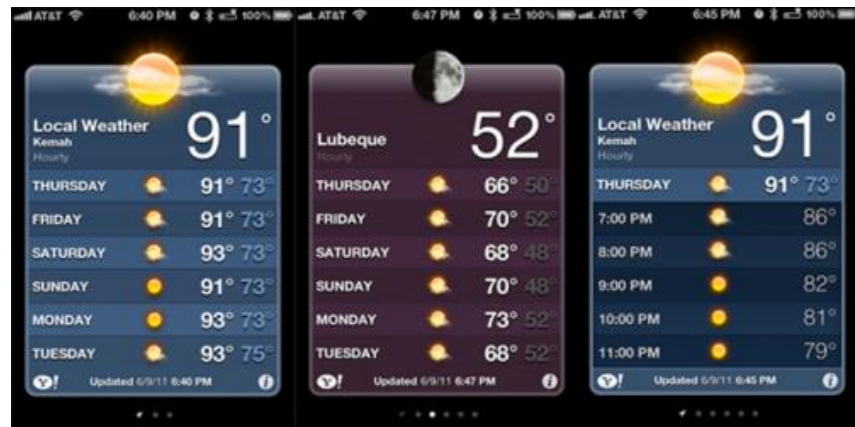 AT&T 6:40 PM 100%
91°
Local Weather
Kemah
Hourly
THURSDAY 91° 73°
FRIDAY 91° 73°
SATURDAY 93° 73°
SUNDAY 91° 73°
MONDAY 93° 73°
TUESDAY 93° 75°
Y! Updated 6/9/11 6:40 PM i
AT&T 6:47 PM 100%
52°
Lubeque
Hourly
THURSDAY 66° 50°
FRIDAY 70° 52°
SATURDAY 68° 48°
SUNDAY 70° 48°
MONDAY 73° 52°
TUESDAY 68° 52°
Y! Updated 6/9/11 6:47 PM i
AT&T 6:45 PM 100%
91°
Local Weather
Kemah
Hourly
THURSDAY 91° 73°
7:00 PM 86°
8:00 PM 86°
9:00 PM 82°
10:00 PM 81°
11:00 PM 79°
Y! Updated 6/9/11 6:45 PM i